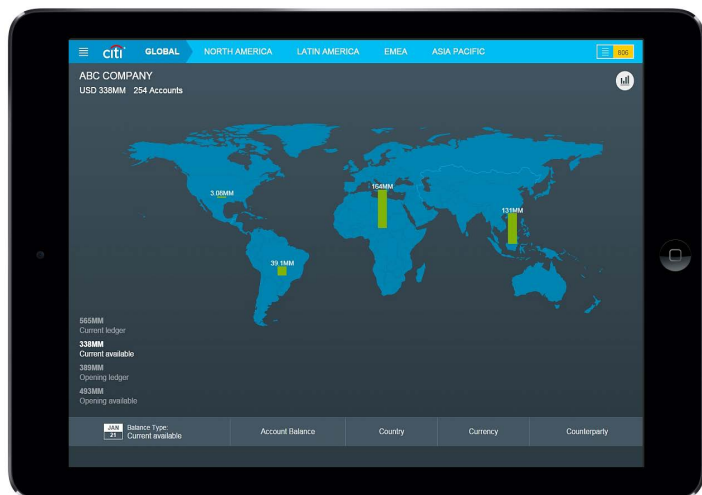 citi
GLOBAL
NORTH AMERICA
LATIN AMERICA
EMEA
ASIA PACIFIC
806
ABC COMPANY
USD 338MM 254 Accounts
3.08MM
164MM
131MM
39.1MM
565MM
Current ledger
338MM
Current available
389MM
Opening ledger
493MM
Opening available
JAN
21
Balance Type:
Current available
Account Balance
Country
Currency
Counterparty